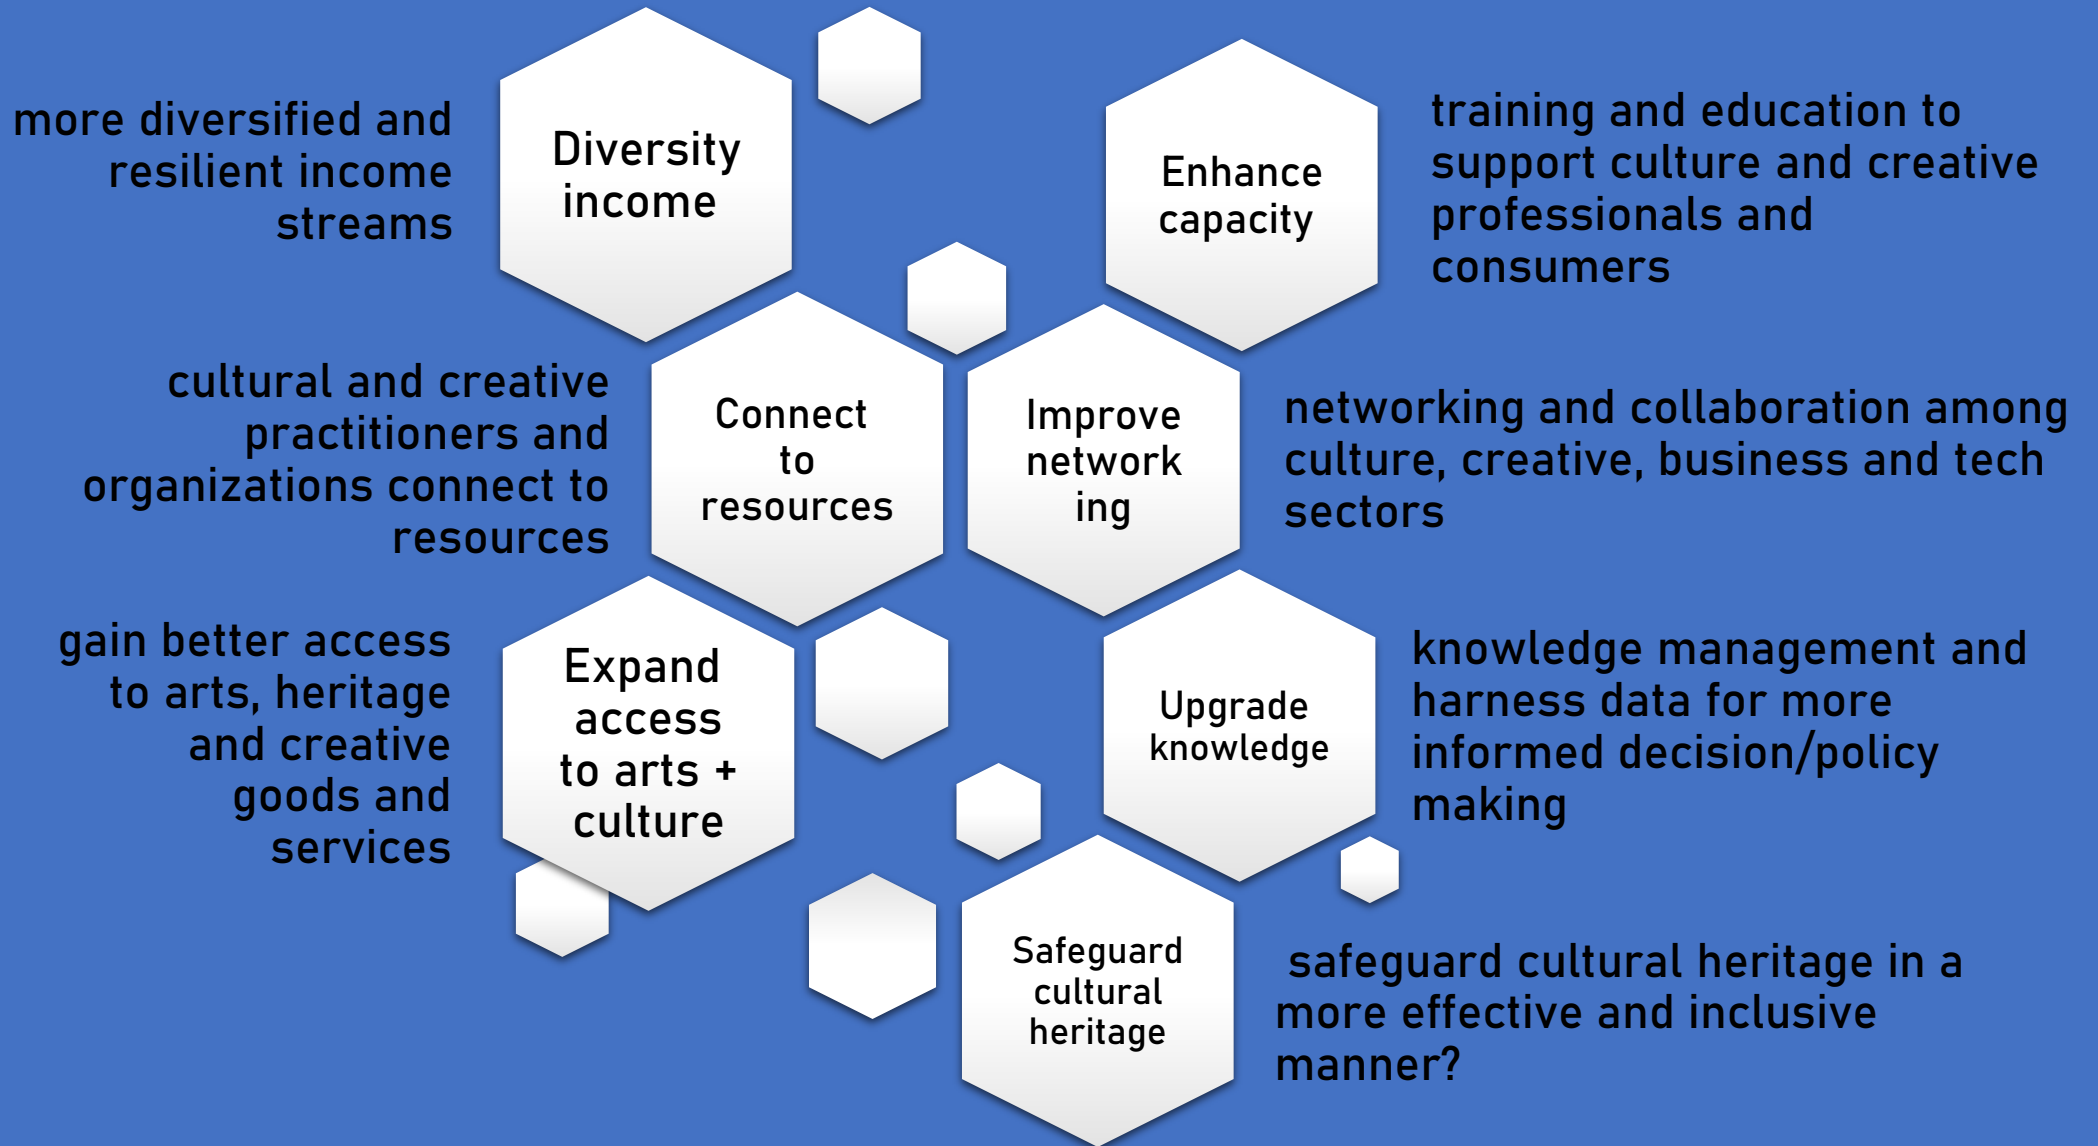 more diversified and
resilient income
streams
Diversity
income
Enhance
capacity
training and education to
support culture and creative
professionals and
consumers
cultural and creative
practitioners and
organizations connect to
resources
Connect
to
resources
Improve
network
ing
networking and collaboration among
culture, creative, business and tech
sectors
gain better access
to arts, heritage
and creative
goods and
services
Expand
access
to arts +
culture
Upgrade
knowledge
knowledge management and
harness data for more
informed decision/policy
making
Safeguard
cultural
heritage
safeguard cultural heritage in a
more effective and inclusive
manner?